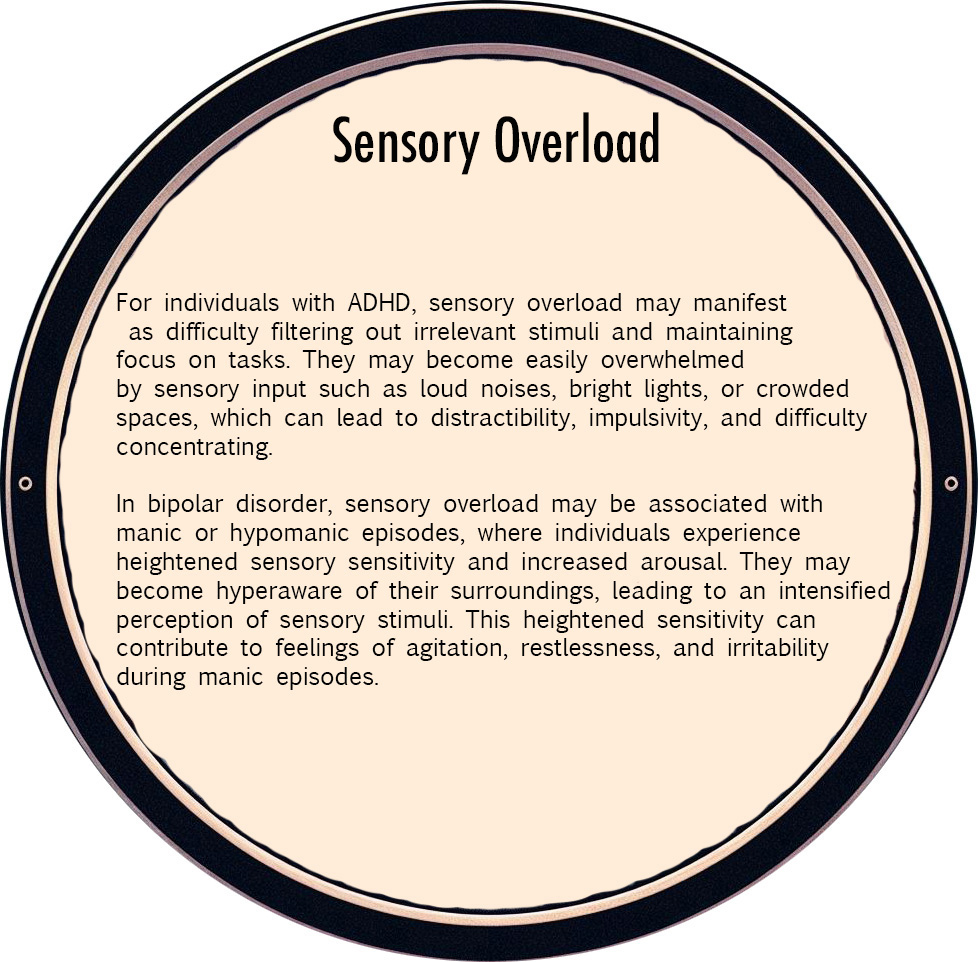 Sensory Overload
For individuals with ADHD, sensory overload may manifest
as difficulty filtering out irrelevant stimuli and maintaining
focus on tasks. They may become easily overwhelmed
by sensory input such as loud noises, bright lights, or crowded
spaces, which can lead to distractibility, impulsivity, and difficulty
concentrating.
In bipolar disorder, sensory overload may be associated with
manic or hypomanic episodes, where individuals experience
heightened sensory sensitivity and increased arousal. They may
become hyperaware of their surroundings, leading to an intensified
perception of sensory stimuli. This heightened sensitivity can
contribute to feelings of agitation, restlessness, and irritability
during manic episodes.